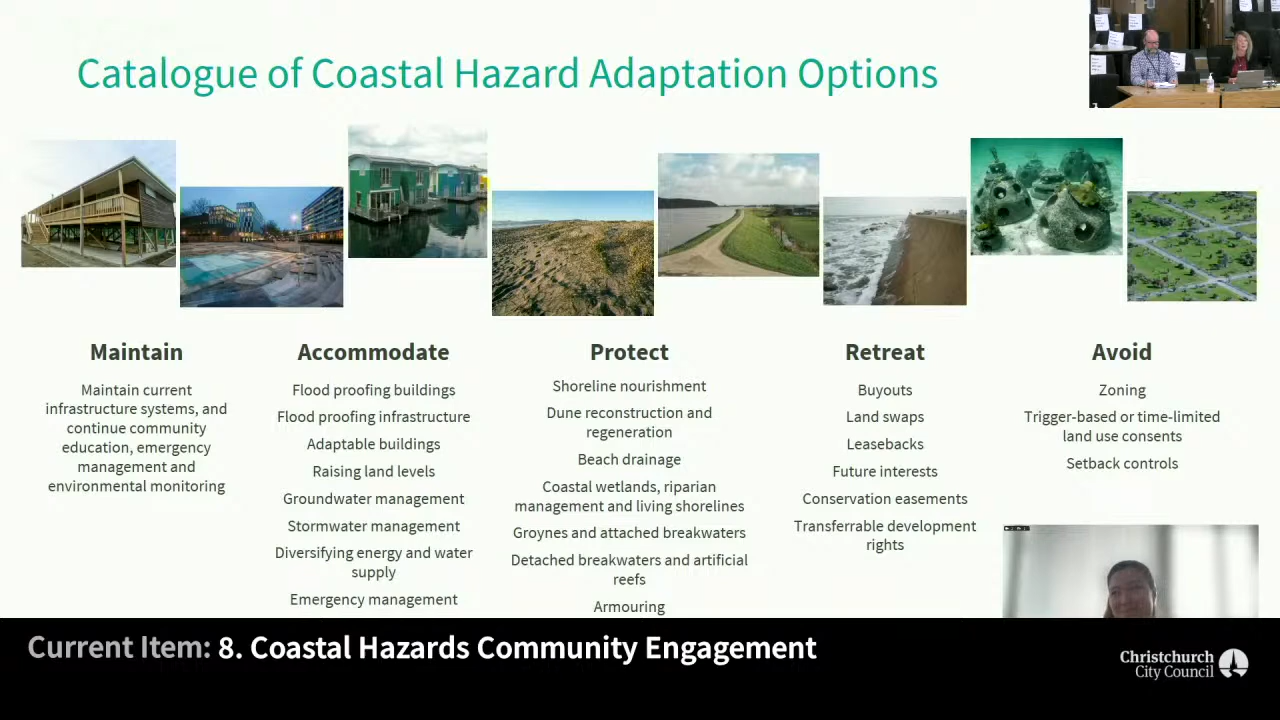 Catalogue of Coastal Hazard Adaptation Options
Maintain
Maintain current
infrastructure systems, and
continue community
education, emergency
management and
environmental monitoring
Accommodate
Flood proofing buildings
Flood proofing infrastructure
Adaptable buildings
Raising land levels
Groundwater management
Stormwater management
Diversifying energy and water
supply
Emergency management
Protect
Shoreline nourishment
Dune reconstruction and
regeneration
Beach drainage
Coastal wetlands, riparian
management and living shorelines
Groynes and attached breakwaters
Detached breakwaters and artificial
reefs
Armouring
Retreat
Buyouts
Land swaps
Leasebacks
Future interests
Conservation easements
Transferrable development
rights
Avoid
Zoning
Trigger-based or time-limited
land use consents
Setback controls
Current Item: 8. Coastal Hazards Community Engagement
Christchurch
City Council